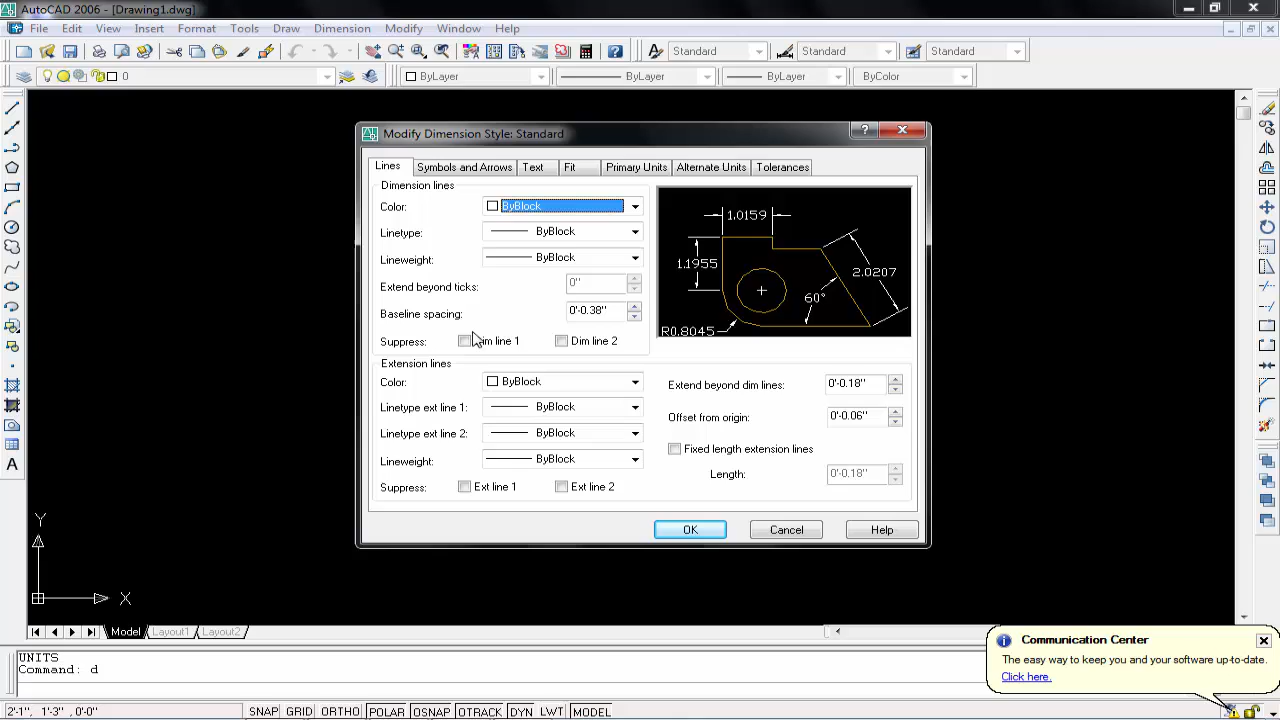 AutoCAD 2006 - [Drawing1.dwg]
File Edit View Insert Format Tools Draw Dimension Modify Window Help
Standard Standard Standard
0 ByLayer ByLayer ByLayer ByColor
Modify Dimension Style: Standard
Lines Symbols and Arrows Text Fit Primary Units Alternate Units Tolerances
Dimension lines
Color: ByBlock
Linetype: ByBlock
Lineweight: ByBlock
Extend beyond ticks: 0"
Baseline spacing: 0'-0.38"
Suppress: Dim line 1 Dim line 2
1.0159
1.1955
2.0207
60°
R0.8045
Extension lines
Color: ByBlock
Linetype ext line 1: ByBlock
Linetype ext line 2: ByBlock
Lineweight: ByBlock
Suppress: Ext line 1 Ext line 2
Extend beyond dim lines: 0'-0.18"
Offset from origin: 0'-0.06"
Fixed length extension lines
Length: 0'-0.18"
OK Cancel Help
Y
X
Model Layout1 Layout2
UNITS
Command: d
Communication Center
The easy way to keep you and your software up-to-date.
Click here.
2'-1", 1'-3" , 0'-0" SNAP GRID ORTHO POLAR OSNAP OTRACK DYN LWT MODEL